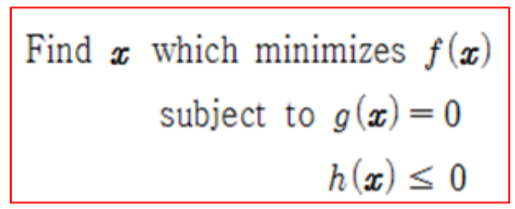 Find x which minimizes f(x)
subject to g(x) = 0
h(x) ≤ 0